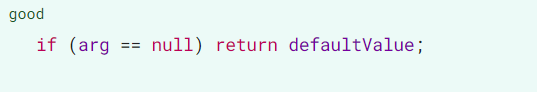 good
if (arg == null) return defaultValue;